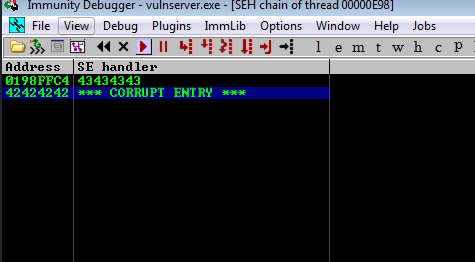 Immunity Debugger - vulnserver.exe - [SEH chain of thread 00000E98]
File View Debug Plugins ImmLib Options Window Help Jobs
l e m t w h c p
Address SE handler
0198FFC4 43434343
42424242 *** CORRUPT ENTRY ***